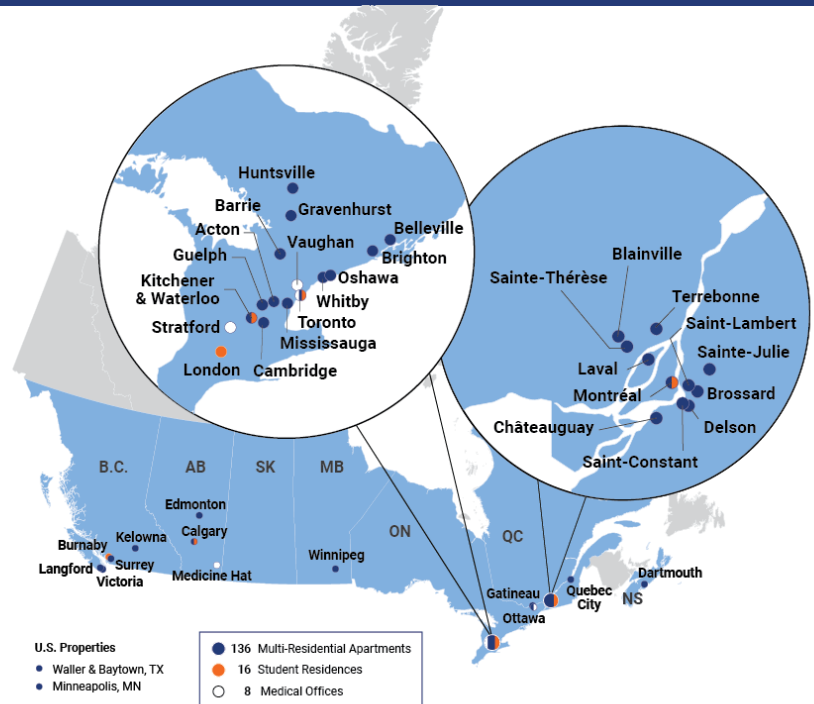 Huntsville
Barrie
Gravenhurst
Acton
Belleville
Vaughan
Guelph
Brighton
Kitchener
& Waterloo
Oshawa
Whitby
Stratford
Toronto
Mississauga
London
Cambridge
Blainville
Sainte-Thérèse
Terrebonne
Saint-Lambert
Sainte-Julie
Laval
Montréal
Brossard
Châteauguay
Delson
Saint-Constant
B.C.
AB
SK
MB
ON
QC
NS
Edmonton
Calgary
Kelowna
Burnaby
Surrey
Langford
Victoria
Medicine Hat
Winnipeg
Gatineau
Ottawa
Quebec
City
Dartmouth
U.S. Properties
Waller & Baytown, TX
Minneapolis, MN
136 Multi-Residential Apartments
16 Student Residences
8 Medical Offices